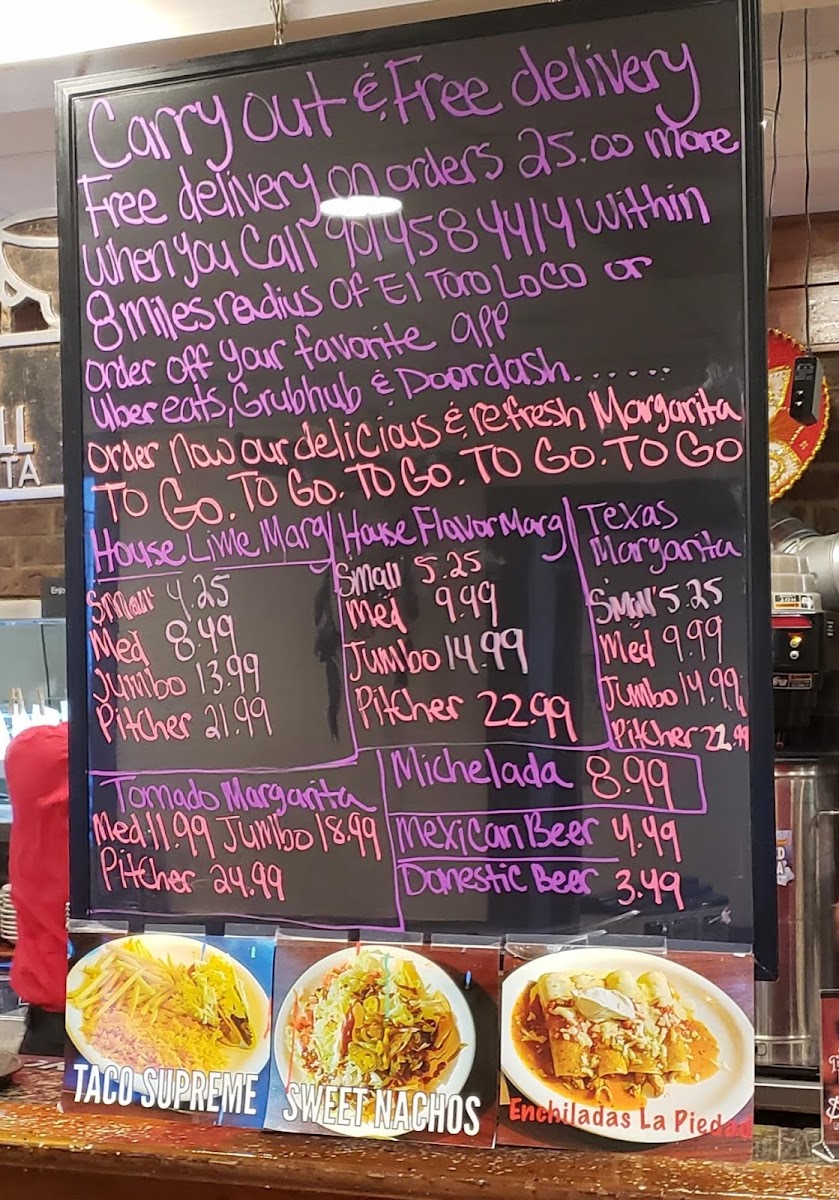 Carry out & Free delivery
Free delivery on orders 25.00 more
when you call 901 458 4414 within
8 miles radius of El Toro Loco or
order off your favorite app
Uber eats, Grubhub & Doordash......
order now our delicious & refresh Margarita
TO GO. TO GO. TO GO. TO GO. TO GO
House Lime Marg
Small 4.25
Med 8.49
Jumbo 13.99
Pitcher 21.99
House Flavor Marg
Small 5.25
Med 9.99
Jumbo 14.99
Pitcher 22.99
Texas
Margarita
Small 5.25
Med 9.99
Jumbo 14.99
Pitcher 22.99
Tornado Margarita
Med 11.99 Jumbo 18.99
Pitcher 24.99
Michelada 8.99
Mexican Beer 4.49
Domestic Beer 3.49
TACO SUPREME
SWEET NACHOS
Enchiladas La Piedad
LL
TA
Enjoy